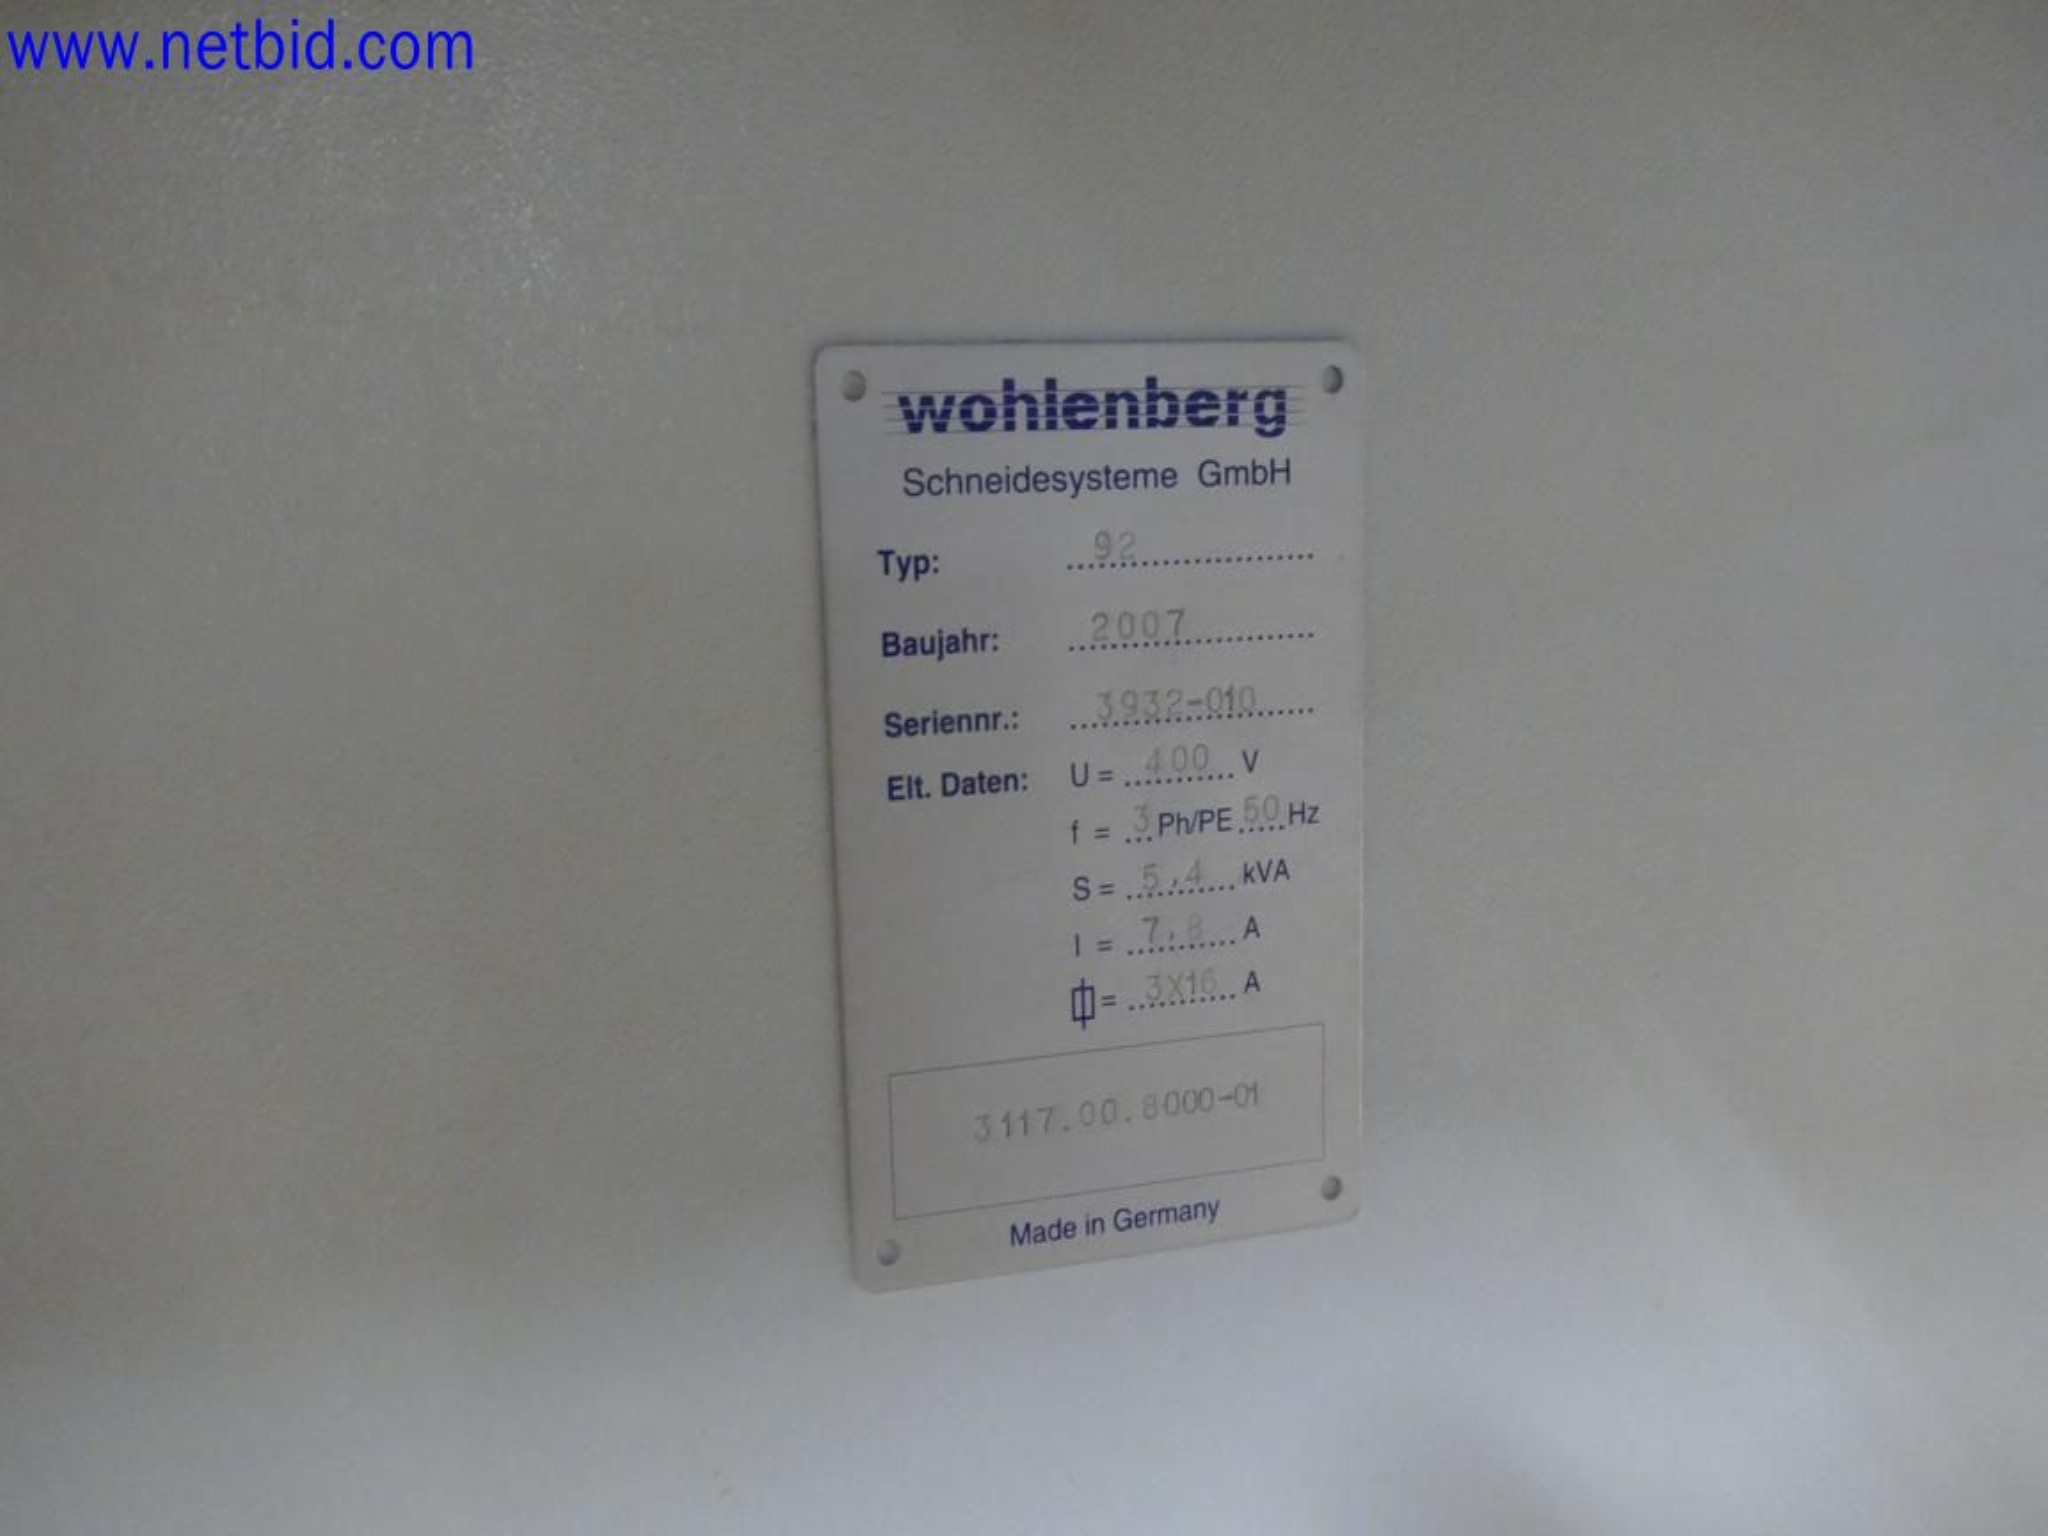 www.netbid.com
wohlenberg
Schneidesysteme GmbH
Typ: 92
Baujahr: 2007
Seriennr.: 3932-010
Elt. Daten: U = 400 V
f = 3 Ph/PE 50 Hz
S = 5,4 kVA
I = 7,8 A
= 3X16 A
3117.00.8000-01
Made in Germany